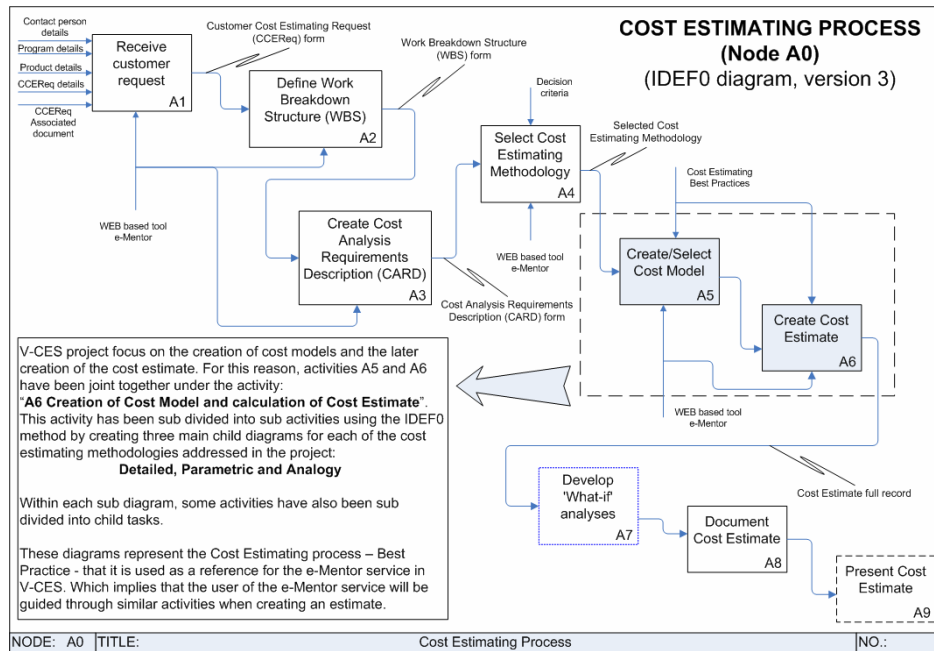 COST ESTIMATING PROCESS
(Node A0)
(IDEF0 diagram, version 3)
Contact person
details
Program details
Product details
CCEReq details
CCEReq
Associated
document
Receive
customer
request
A1
Customer Cost Estimating Request
(CCEReq) form
Define Work
Breakdown
Structure (WBS)
A2
Work Breakdown Structure
(WBS) form
WEB based tool
e-Mentor
Create Cost
Analysis
Requirements
Description (CARD)
A3
Cost Analysis Requirements
Description (CARD) form
Decision
criteria
Select Cost
Estimating
Methodology
A4
WEB based tool
e-Mentor
Selected Cost
Estimating Methodology
Cost Estimating
Best Practices
Create/Select
Cost Model
A5
Create Cost
Estimate
A6
WEB based tool
e-Mentor
Cost Estimate full record
Develop
'What-if'
analyses
A7
Document
Cost Estimate
A8
Present Cost
Estimate
A9
V-CES project focus on the creation of cost models and the later
creation of the cost estimate. For this reason, activities A5 and A6
have been joint together under the activity:
“A6 Creation of Cost Model and calculation of Cost Estimate”.
This activity has been sub divided into sub activities using the IDEF0
method by creating three main child diagrams for each of the cost
estimating methodologies addressed in the project:
Detailed, Parametric and Analogy
Within each sub diagram, some activities have also been sub
divided into child tasks.
These diagrams represent the Cost Estimating process – Best
Practice - that it is used as a reference for the e-Mentor service in
V-CES. Which implies that the user of the e-Mentor service will be
guided through similar activities when creating an estimate.
NODE: A0 TITLE: Cost Estimating Process NO.: